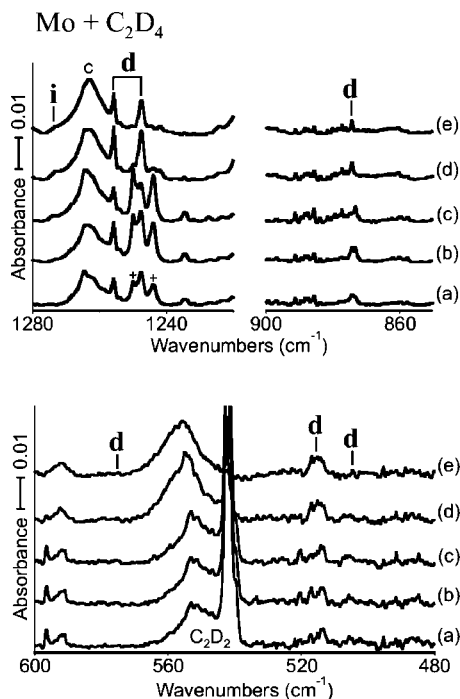 Mo + C₂D₄
i
c
d
d
(e)
(d)
(c)
(b)
+ +
(a)
Absorbance 0.01
1280 1240 900 860
Wavenumbers (cm⁻¹)
d
d d
(e)
(d)
(c)
(b)
C₂D₂
(a)
Absorbance 0.01
600 560 520 480
Wavenumbers (cm⁻¹)